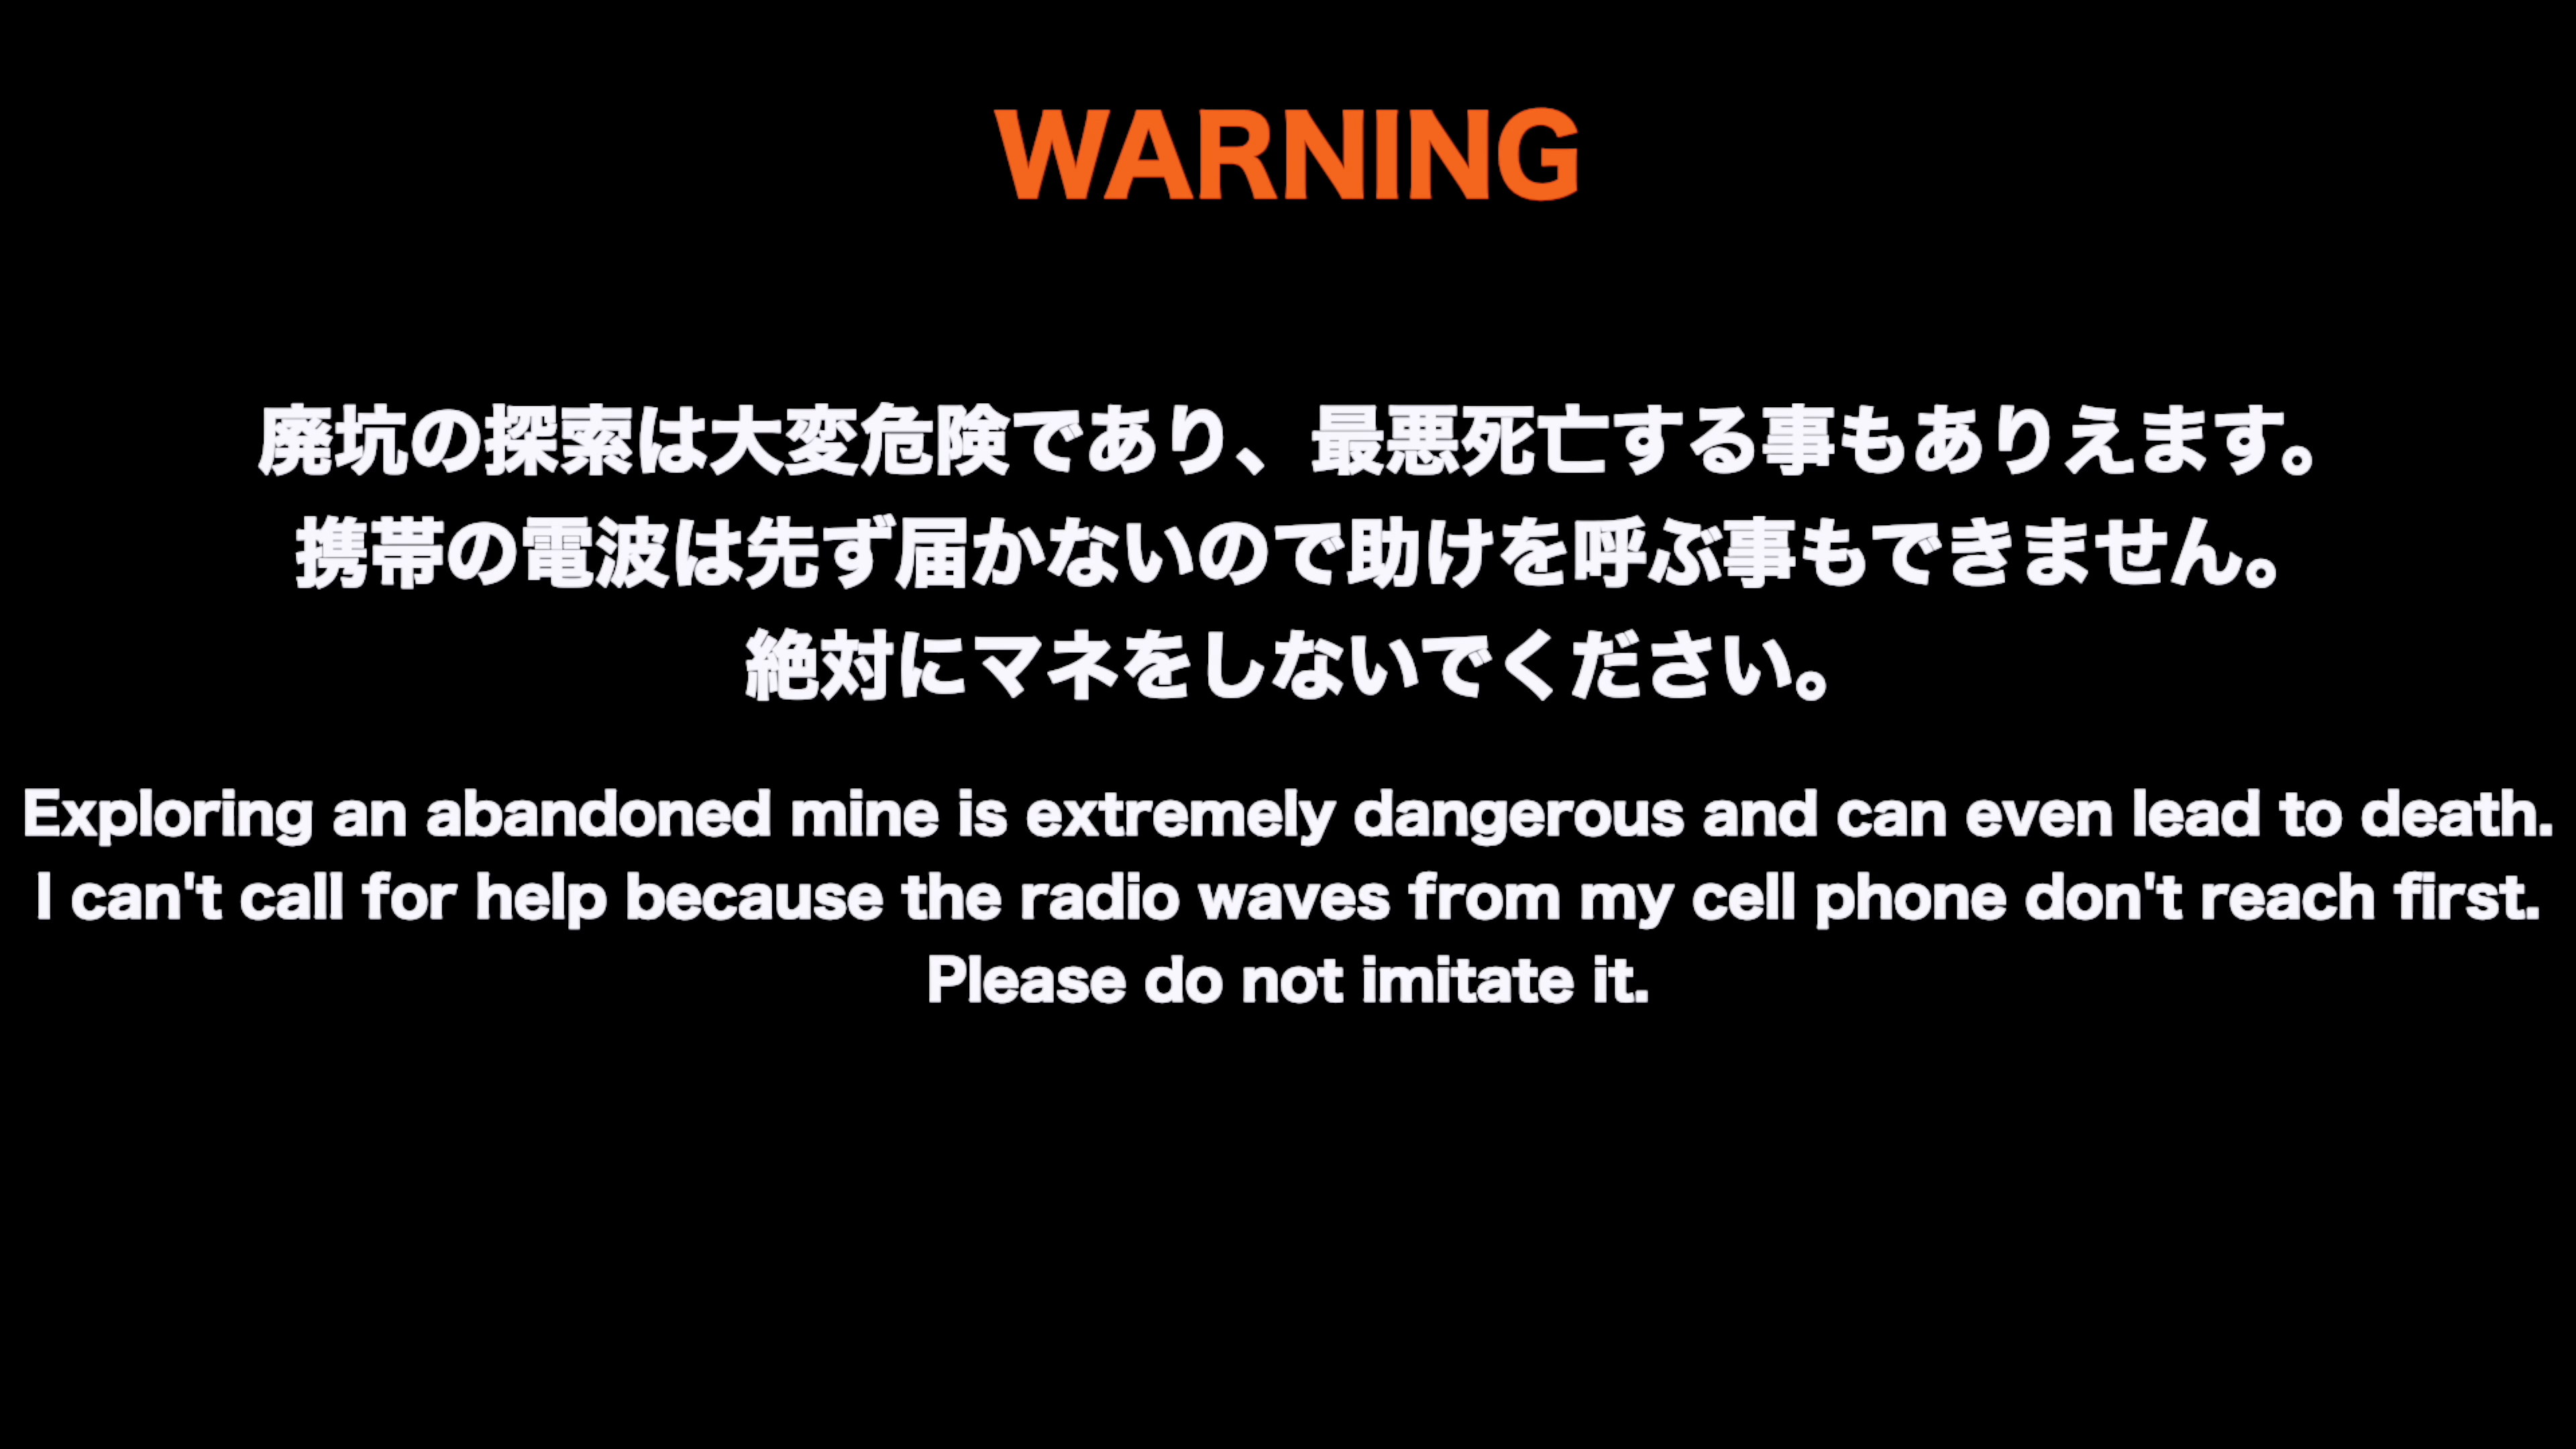 WARNING
廃坑の探索は大変危険であり、最悪死亡する事もありえます。
携帯の電波は先ず届かないので助けを呼ぶ事もできません。
絶対にマネをしないでください。
Exploring an abandoned mine is extremely dangerous and can even lead to death.
I can't call for help because the radio waves from my cell phone don't reach first.
Please do not imitate it.